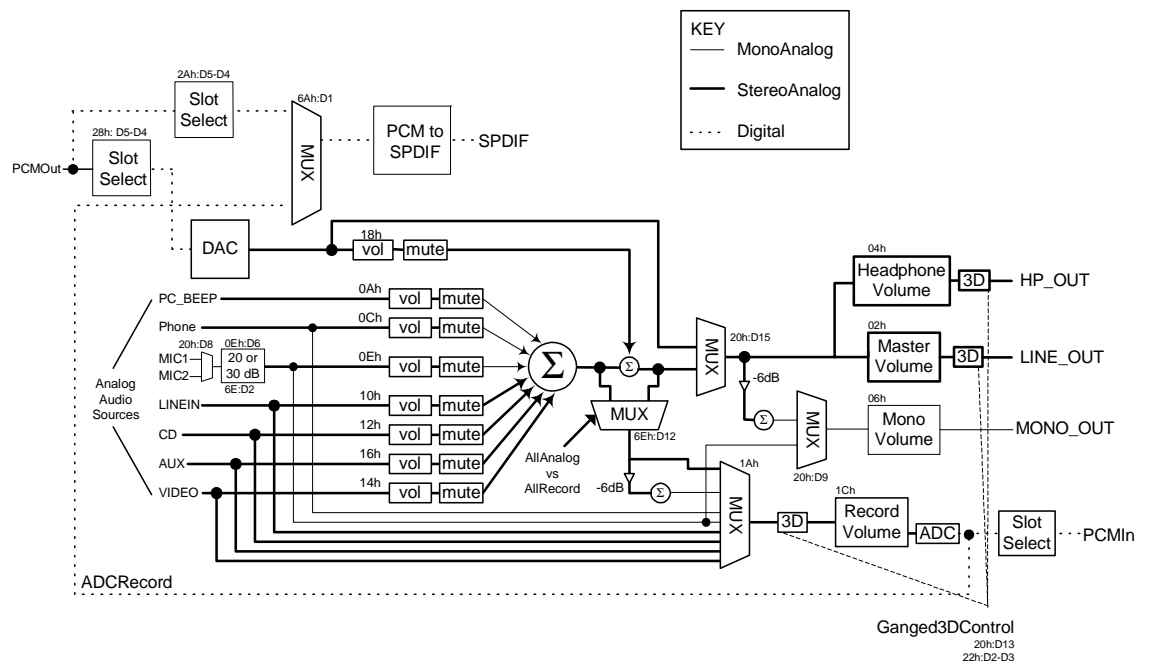 KEY
MonoAnalog
StereoAnalog
Digital
2Ah:D5-D4
Slot
Select
6Ah:D1
MUX
PCM to
SPDIF
SPDIF
28h: D5-D4
PCMOut
Slot
Select
DAC
18h
vol
mute
04h
Headphone
Volume
3D
HP_OUT
PC_BEEP
0Ah
vol
mute
Phone
0Ch
vol
mute
20h:D8
0Eh:D6
MIC1
MIC2
20 or
30 dB
6E:D2
0Eh
vol
mute
Analog
Audio
Sources
LINEIN
10h
vol
mute
CD
12h
vol
mute
AUX
16h
vol
mute
VIDEO
14h
vol
mute
Σ
Σ
MUX
20h:D15
02h
Master
Volume
3D
LINE_OUT
MUX
6Eh:D12
AllAnalog
vs
AllRecord
-6dB
Σ
-6dB
Σ
MUX
20h:D9
06h
Mono
Volume
MONO_OUT
1Ah
MUX
3D
1Ch
Record
Volume
ADC
Slot
Select
PCMIn
ADCRecord
Ganged3DControl
20h:D13
22h:D2-D3